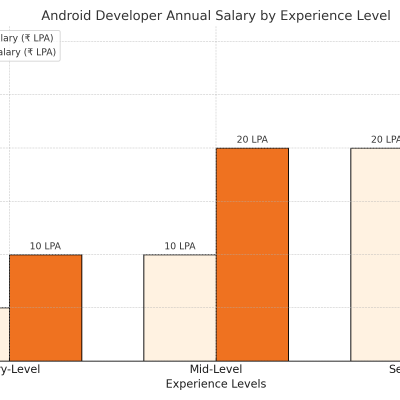 Android Developer Annual Salary by Experience Level
lary (₹ LPA)
alary (₹ LPA)
20 LPA
20 LPA
10 LPA
10 LPA
y-Level
Mid-Level
Se
Experience Levels